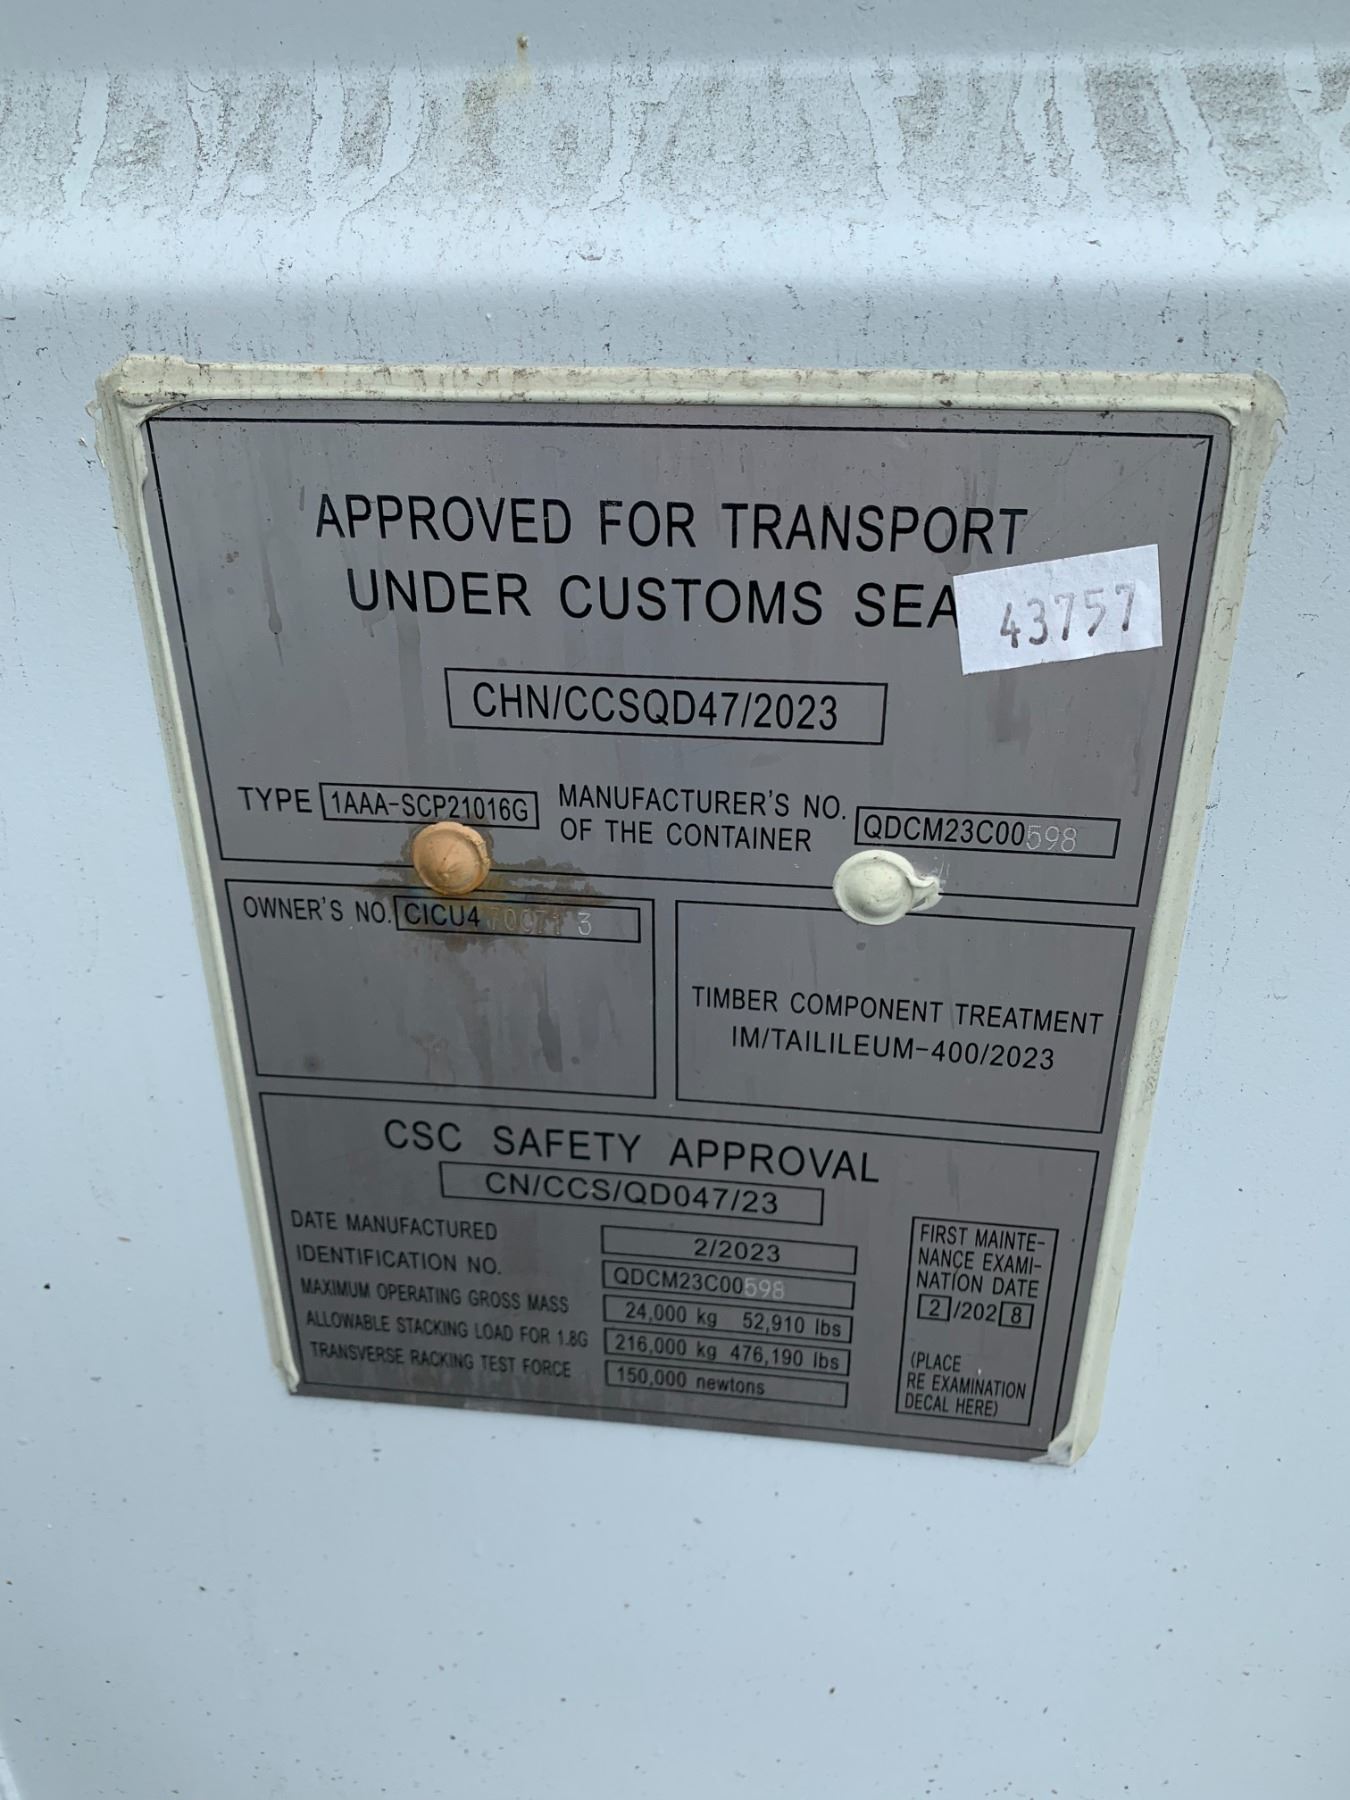 APPROVED FOR TRANSPORT
UNDER CUSTOMS SEA
43757
CHN/CCSQD47/2023
TYPE 1AAA-SCP21016G
MANUFACTURER'S NO.
OF THE CONTAINER
QDCM23C00598
OWNER'S NO. CICU4
TIMBER COMPONENT TREATMENT
IM/TAILILEUM-400/2023
CSC SAFETY APPROVAL
CN/CCS/QD047/23
DATE MANUFACTURED 2/2023
IDENTIFICATION NO. QDCM23C00598
MAXIMUM OPERATING GROSS MASS 24,000 kg 52,910 lbs
ALLOWABLE STACKING LOAD FOR 1.8G 216,000 kg 476,190 lbs
TRANSVERSE RACKING TEST FORCE 150,000 newtons
FIRST MAINTE-
NANCE EXAMI-
NATION DATE
2/2028
(PLACE
RE EXAMINATION
DECAL HERE)